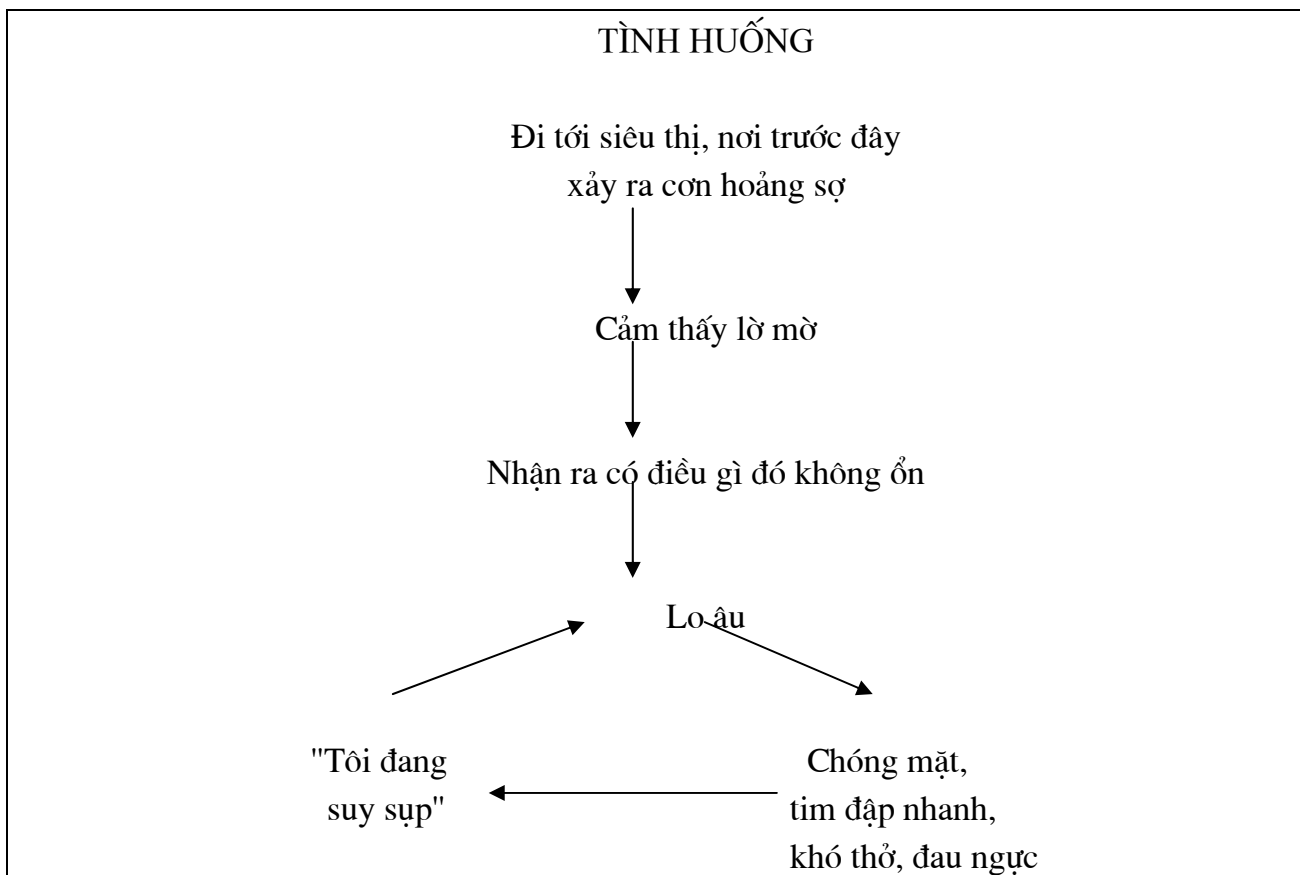 TÌNH HUỐNG
Đi tới siêu thị, nơi trước đây
xảy ra cơn hoảng sợ
Cảm thấy lờ mờ
Nhận ra có điều gì đó không ổn
Lo âu
"Tôi đang
suy sụp"
Chóng mặt,
tim đập nhanh,
khó thở, đau ngực